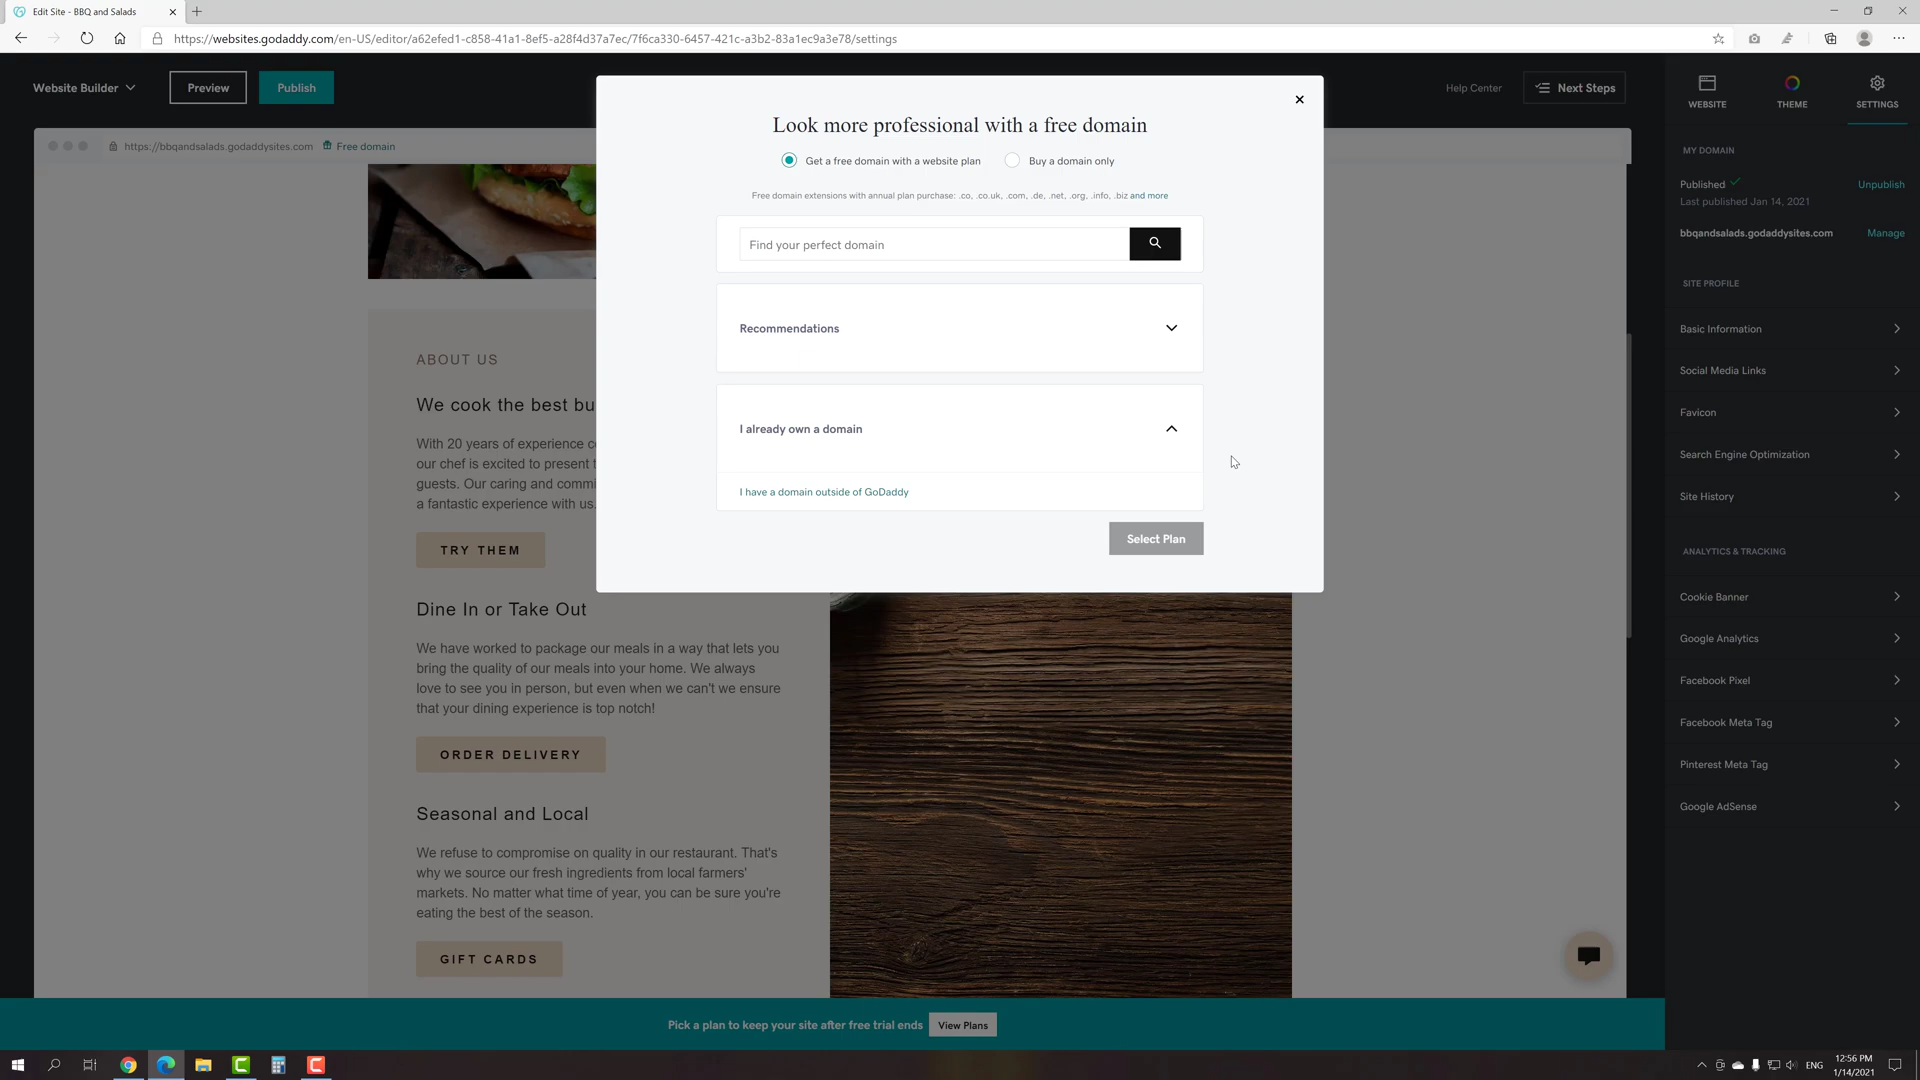 Edit Site - BBQ and Salads
https://websites.godaddy.com/en-US/editor/a62efed1-c858-41a1-8ef5-a28f4d37a7ec/7f6ca330-6457-421c-a3b2-83a1ec9a3e78/settings
Website Builder
Preview
Publish
Help Center
Next Steps
WEBSITE
THEME
SETTINGS
https://bbqandsalads.godaddysites.com
Free domain
Look more professional with a free domain
Get a free domain with a website plan
Buy a domain only
Free domain extensions with annual plan purchase: .co, .co.uk, .com, .de, .net, .org, .info, .biz and more
Find your perfect domain
Recommendations
I already own a domain
I have a domain outside of GoDaddy
Select Plan
ABOUT US
We cook the best bu
With 20 years of experience c
our chef is excited to present t
guests. Our caring and commi
a fantastic experience with us.
TRY THEM
Dine In or Take Out
We have worked to package our meals in a way that lets you
bring the quality of our meals into your home. We always
love to see you in person, but even when we can't we ensure
that your dining experience is top notch!
ORDER DELIVERY
Seasonal and Local
We refuse to compromise on quality in our restaurant. That's
why we source our fresh ingredients from local farmers'
markets. No matter what time of year, you can be sure you're
eating the best of the season.
GIFT CARDS
MY DOMAIN
Published
Unpublish
Last published Jan 14, 2021
bbqandsalads.godaddysites.com
Manage
SITE PROFILE
Basic Information
Social Media Links
Favicon
Search Engine Optimization
Site History
ANALYTICS & TRACKING
Cookie Banner
Google Analytics
Facebook Pixel
Facebook Meta Tag
Pinterest Meta Tag
Google AdSense
Pick a plan to keep your site after free trial ends
View Plans
ENG
12:56 PM
1/14/2021